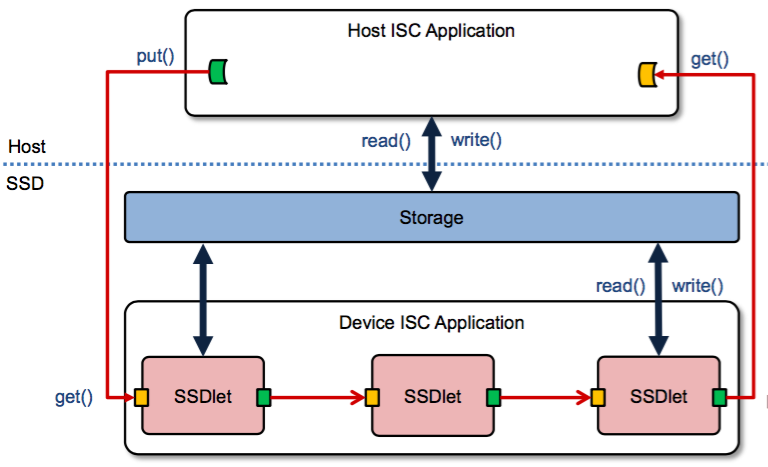 Host ISC Application
put()
get()
read()
write()
Host
SSD
Storage
read()
write()
Device ISC Application
get()
SSDlet
SSDlet
SSDlet